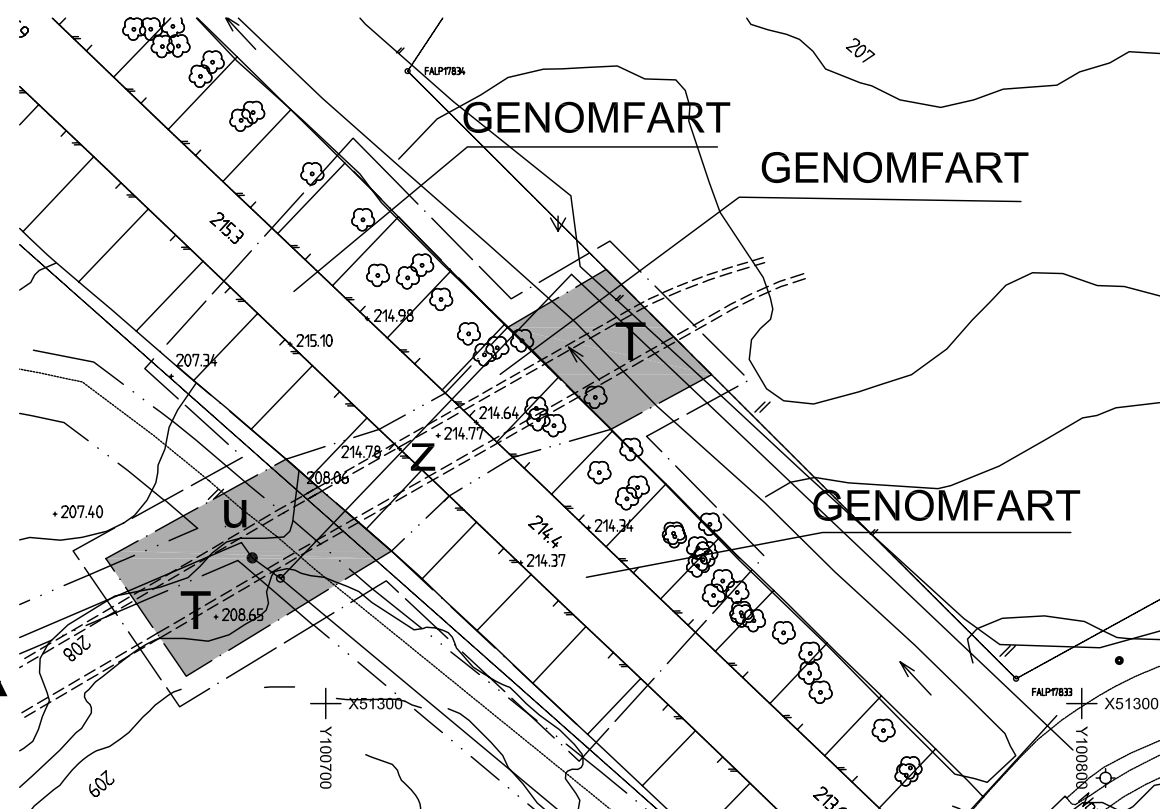 207
FALP17834
GENOMFART
GENOMFART
215.3
214.98
215.10
T
207.34
214.64
214.77
214.78
z
208.06
u
207.40
GENOMFART
214.4
214.34
214.37
T
208.65
208
FALP17833
X51300
X51300
Y100700
Y100800
209